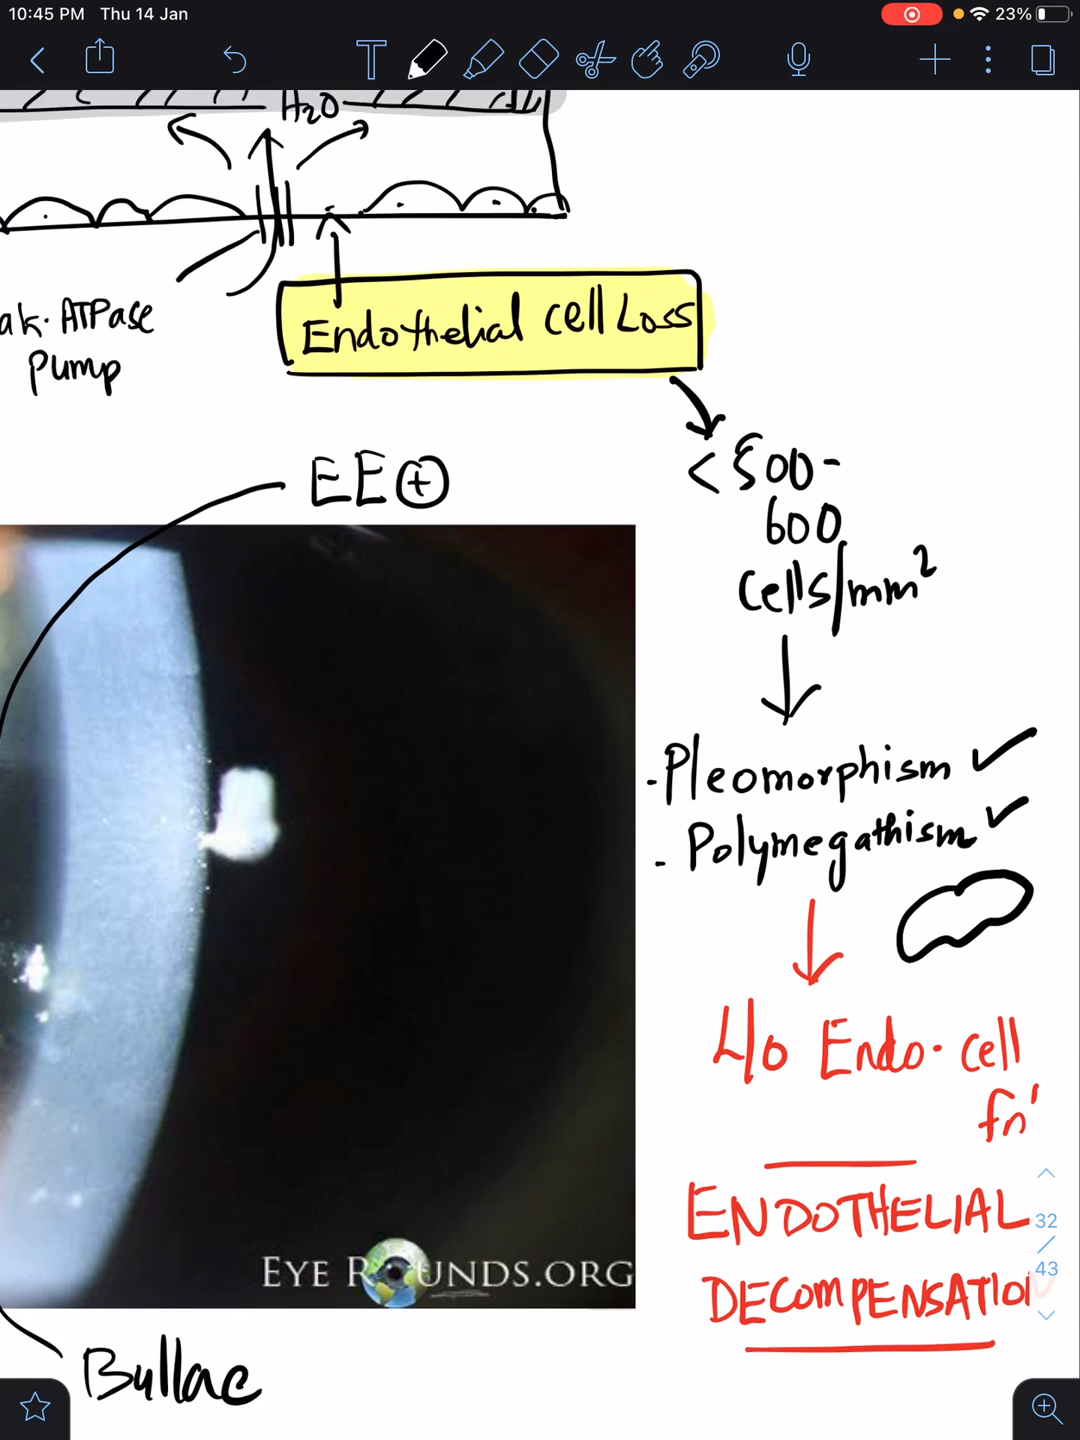 10:45 PM Thu 14 Jan
23%
H2O
ak. ATPase
Pump
Endothelial cell Loss
EE⊕
< 500-
600
Cells/mm²
- Pleomorphism ✓
- Polymegathism ✓
L/o Endo. cell
fn'
ENDOTHELIAL
DECOMPENSATIO
32
/
43
EYE ROUNDS.ORG
Bullae